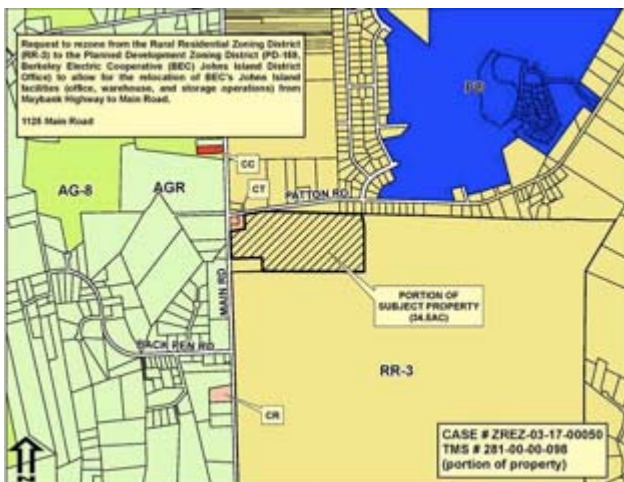 Request to rezone from the Rural Residential Zoning District
(RR-3) to the Planned Development Zoning District (PD-169,
Berkeley Electric Cooperative (BEC) Johns Island District
Office) to allow for the relocation of BEC's Johns Island
facilities (office, warehouse, and storage operations) from
Maybank Highway to Main Road.
1125 Main Road
PD
CC
AG-8
AGR
CT
PATTON RD
MAIN RD
PORTION OF
SUBJECT PROPERTY
(34.5AC)
BACK PEN RD
RR-3
CR
CASE # ZREZ-03-17-00050
TMS # 281-00-00-098
(portion of property)
N